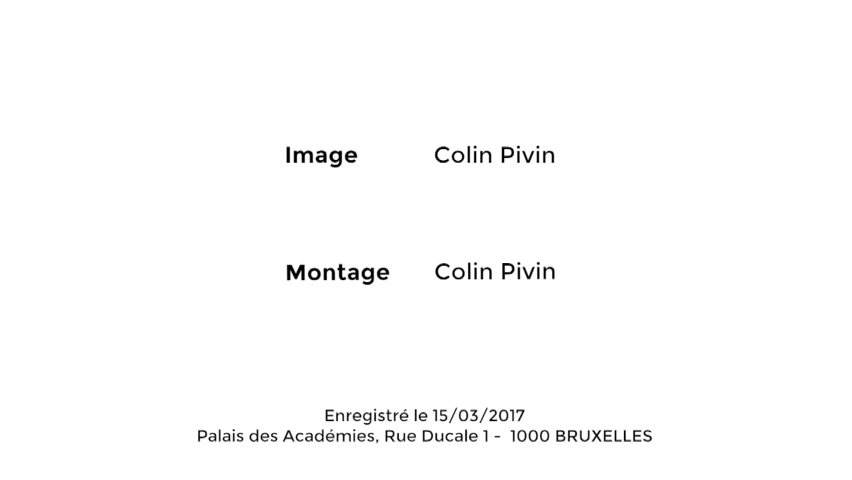 Image Colin Pivin
Montage Colin Pivin
Enregistré le 15/03/2017
Palais des Académies, Rue Ducale 1 - 1000 BRUXELLES